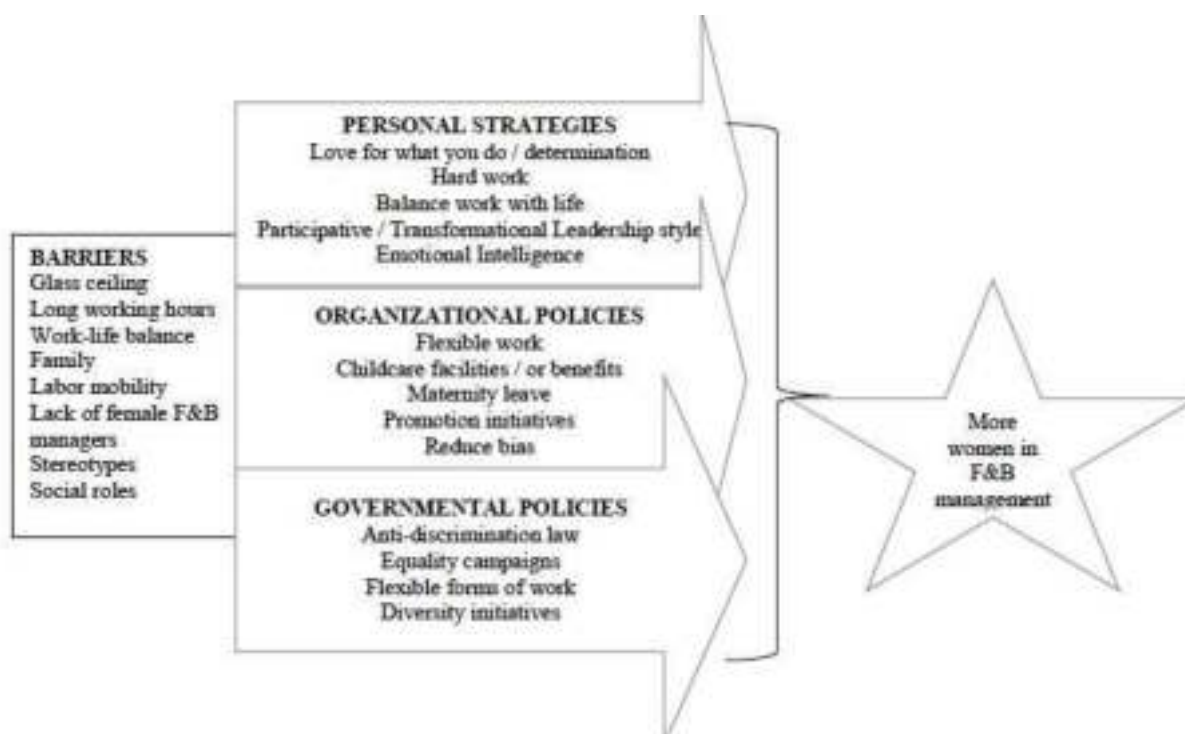 BARRIERS
Glass ceiling
Long working hours
Work-life balance
Family
Labor mobility
Lack of female F&B
managers
Stereotypes
Social roles
PERSONAL STRATEGIES
Love for what you do / determination
Hard work
Balance work with life
Participative / Transformational Leadership style
Emotional Intelligence
ORGANIZATIONAL POLICIES
Flexible work
Childcare facilities / or benefits
Maternity leave
Promotion initiatives
Reduce bias
GOVERNMENTAL POLICIES
Anti-discrimination law
Equality campaigns
Flexible forms of work
Diversity initiatives
More
women in
F&B
management